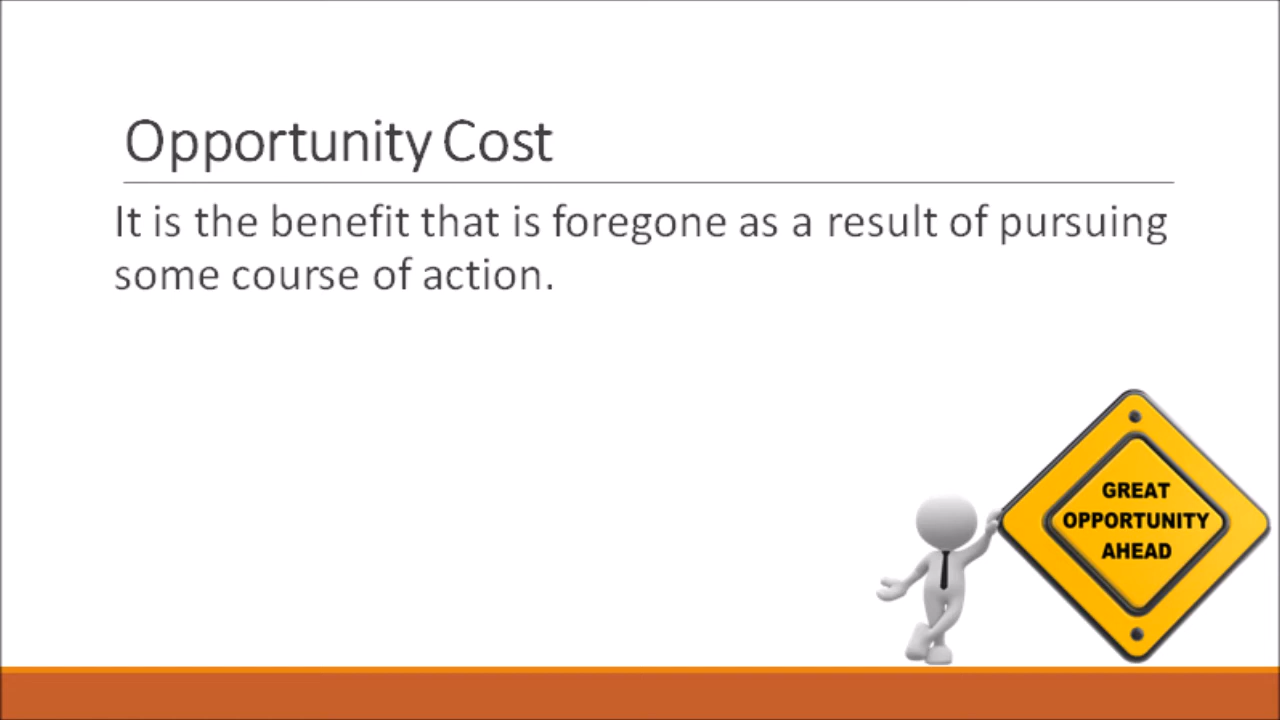 Opportunity Cost
It is the benefit that is foregone as a result of pursuing
some course of action.
GREAT
OPPORTUNITY
AHEAD